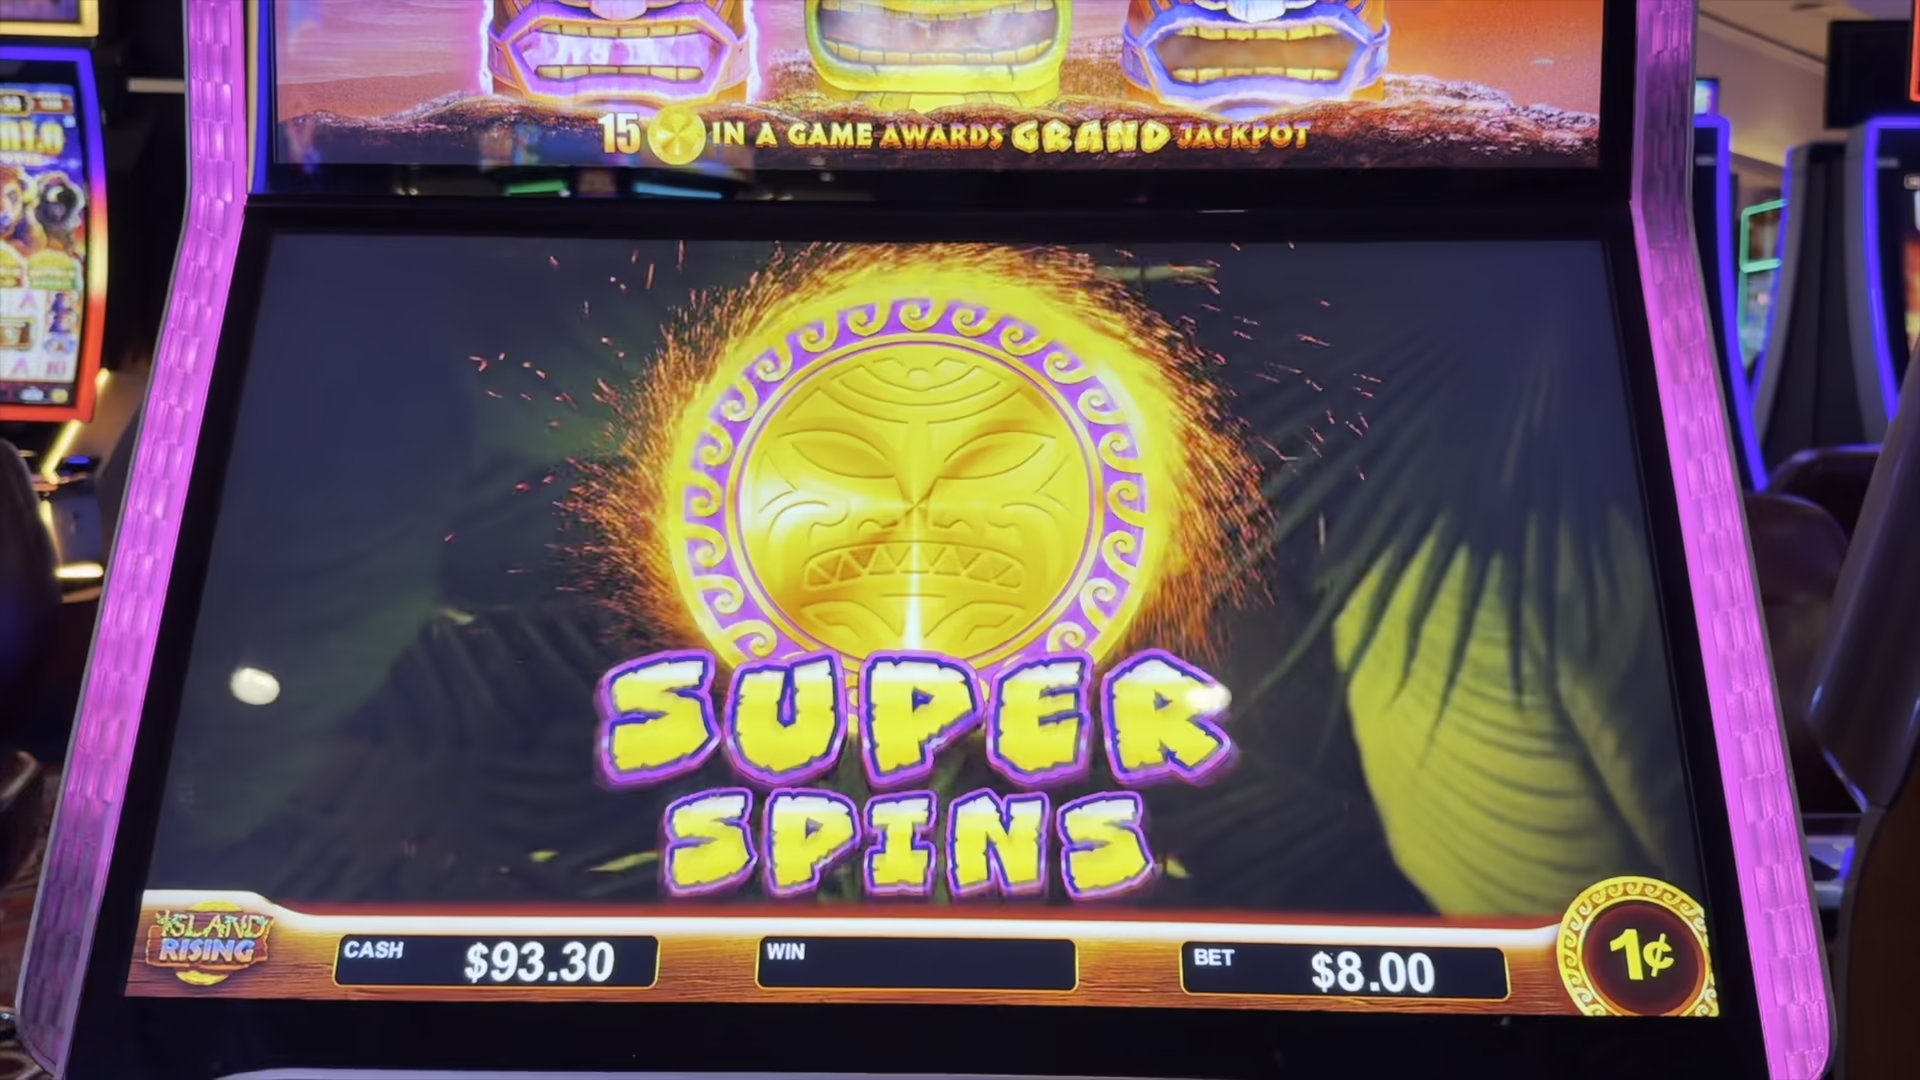 15 IN A GAME AWARDS GRAND JACKPOT
SUPER
SPINS
ISLAND
RISING
CASH $93.30
WIN
BET $8.00
1¢